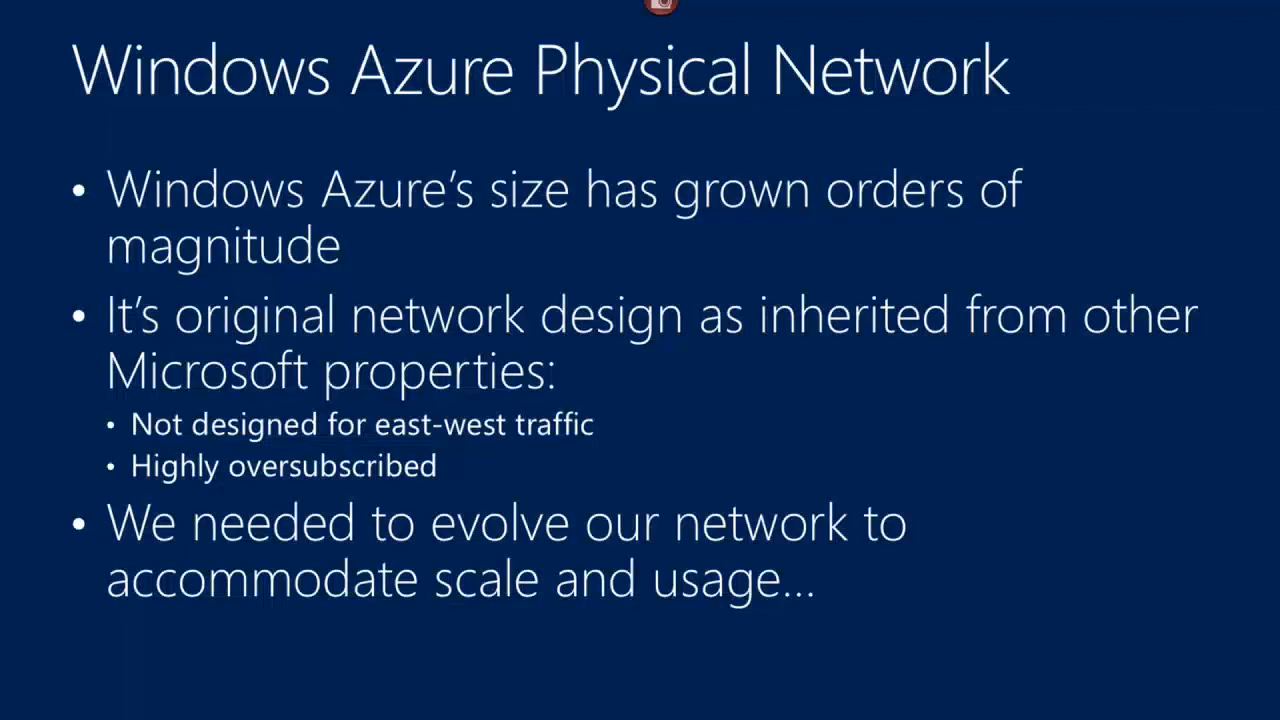 Windows Azure Physical Network
• Windows Azure’s size has grown orders of
magnitude
• It’s original network design as inherited from other
Microsoft properties:
• Not designed for east-west traffic
• Highly oversubscribed
• We needed to evolve our network to
accommodate scale and usage...